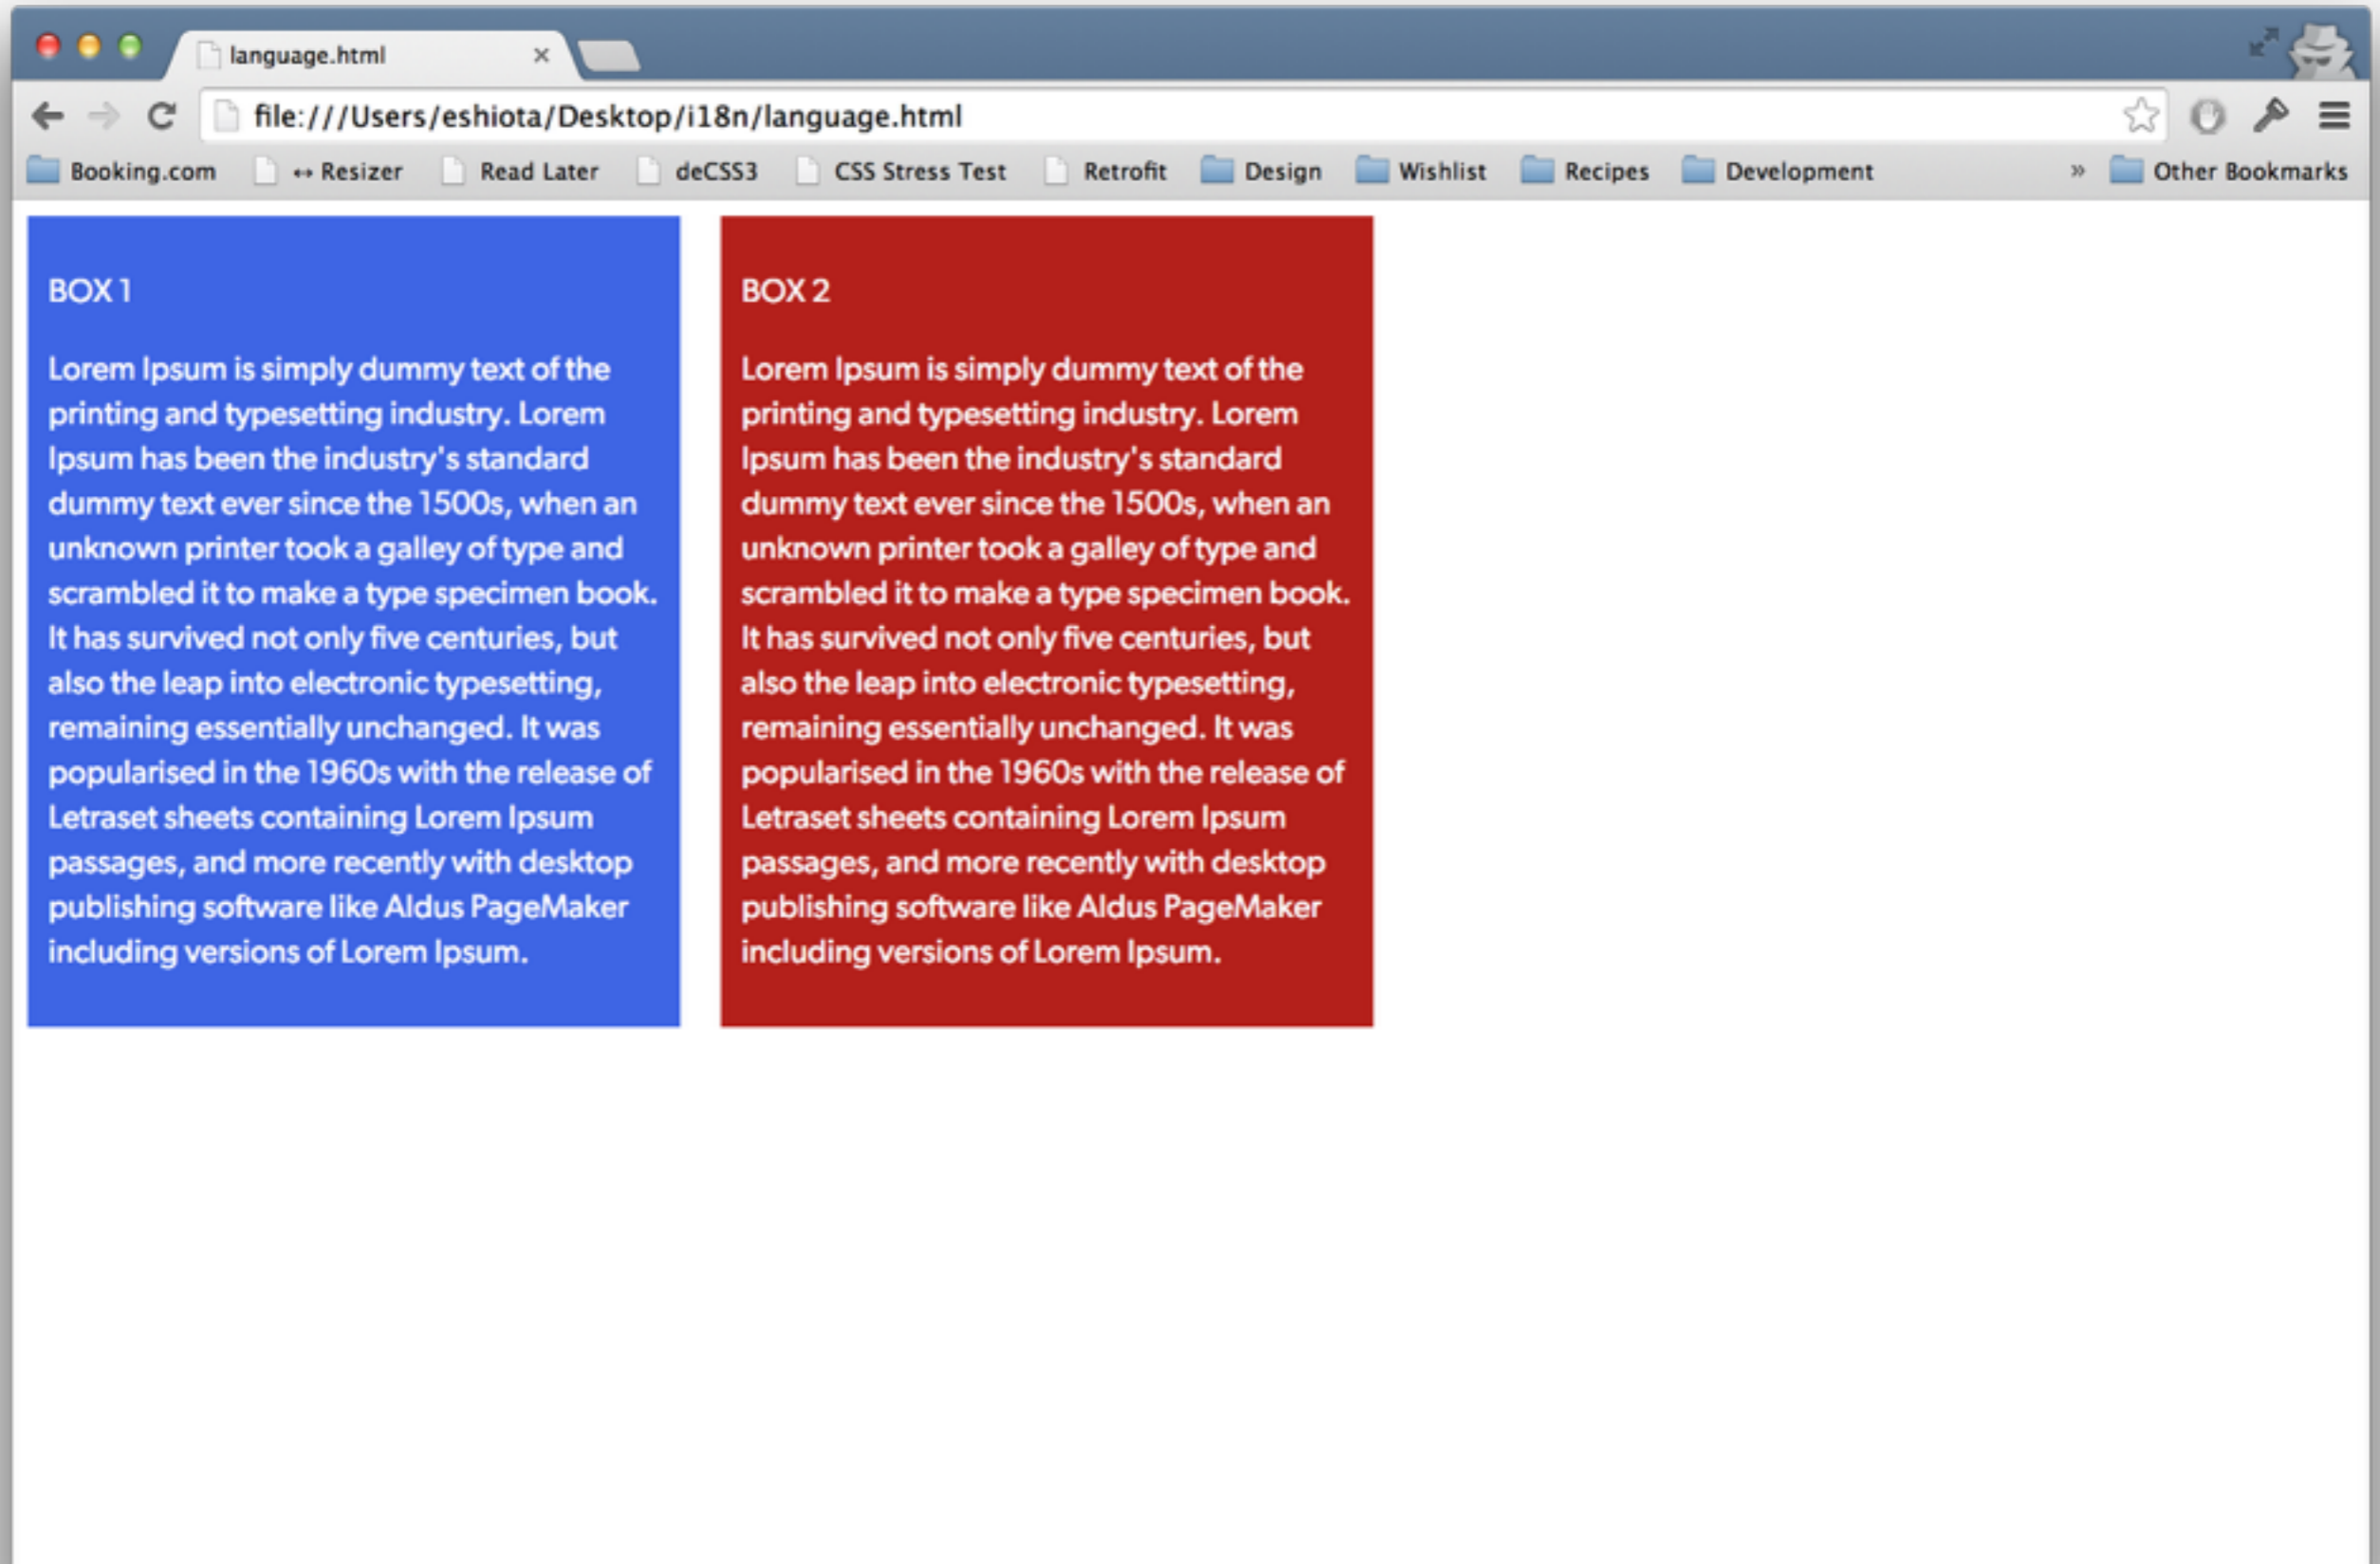 language.html
file:///Users/eshiota/Desktop/i18n/language.html
Booking.com ↔ Resizer Read Later deCSS3 CSS Stress Test Retrofit Design Wishlist Recipes Development » Other Bookmarks
BOX 1
Lorem Ipsum is simply dummy text of the
printing and typesetting industry. Lorem
Ipsum has been the industry's standard
dummy text ever since the 1500s, when an
unknown printer took a galley of type and
scrambled it to make a type specimen book.
It has survived not only five centuries, but
also the leap into electronic typesetting,
remaining essentially unchanged. It was
popularised in the 1960s with the release of
Letraset sheets containing Lorem Ipsum
passages, and more recently with desktop
publishing software like Aldus PageMaker
including versions of Lorem Ipsum.
BOX 2
Lorem Ipsum is simply dummy text of the
printing and typesetting industry. Lorem
Ipsum has been the industry's standard
dummy text ever since the 1500s, when an
unknown printer took a galley of type and
scrambled it to make a type specimen book.
It has survived not only five centuries, but
also the leap into electronic typesetting,
remaining essentially unchanged. It was
popularised in the 1960s with the release of
Letraset sheets containing Lorem Ipsum
passages, and more recently with desktop
publishing software like Aldus PageMaker
including versions of Lorem Ipsum.